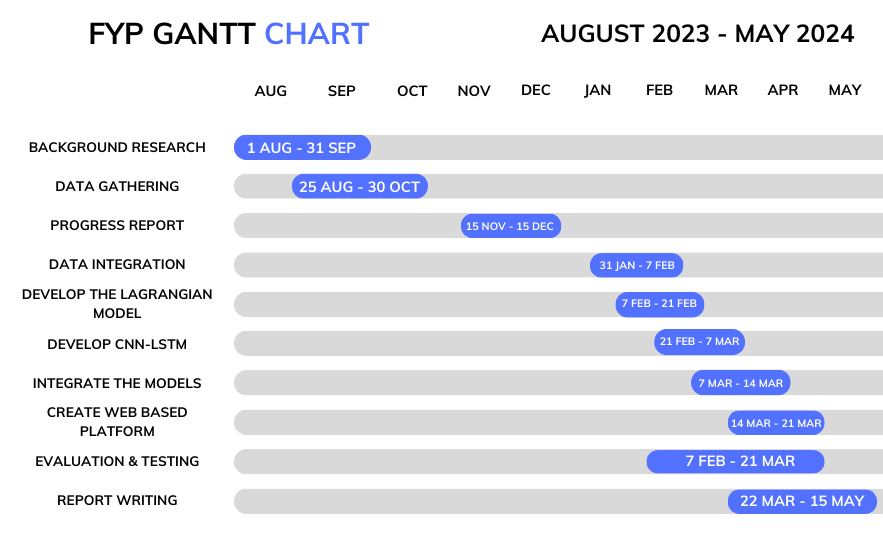 FYP GANTT CHART
AUGUST 2023 - MAY 2024
AUG SEP OCT NOV DEC JAN FEB MAR APR MAY
BACKGROUND RESEARCH
1 AUG - 31 SEP
DATA GATHERING
25 AUG - 30 OCT
PROGRESS REPORT
15 NOV - 15 DEC
DATA INTEGRATION
31 JAN - 7 FEB
DEVELOP THE LAGRANGIAN
MODEL
7 FEB - 21 FEB
DEVELOP CNN-LSTM
21 FEB - 7 MAR
INTEGRATE THE MODELS
7 MAR - 14 MAR
CREATE WEB BASED
PLATFORM
14 MAR - 21 MAR
EVALUATION & TESTING
7 FEB - 21 MAR
REPORT WRITING
22 MAR - 15 MAY